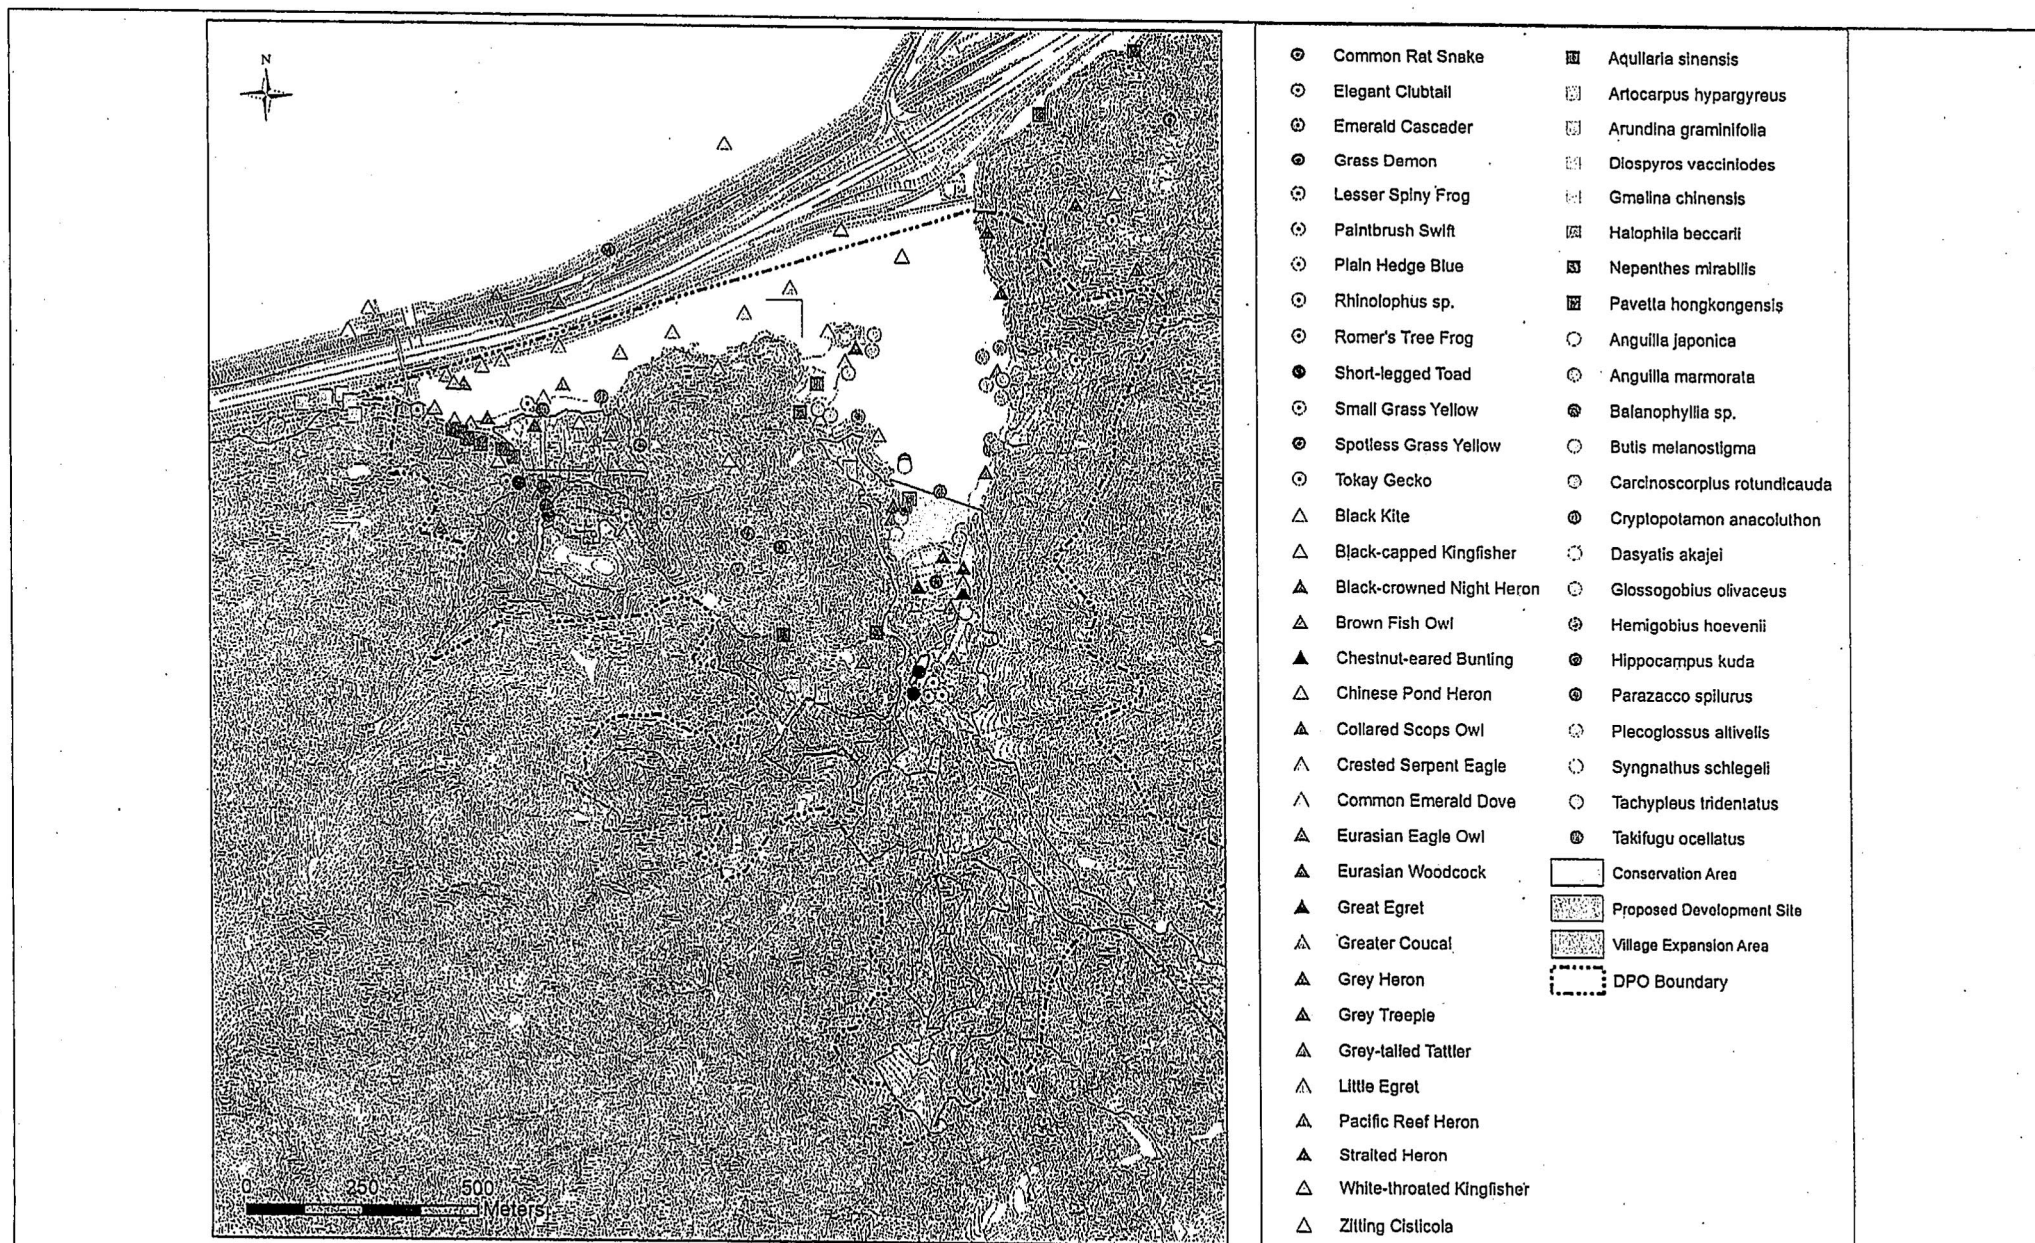 N
0 250 500
Meters
Common Rat Snake
Elegant Clubtail
Emerald Cascader
Grass Demon
Lesser Spiny Frog
Paintbrush Swift
Plain Hedge Blue
Rhinolophus sp.
Romer's Tree Frog
Short-legged Toad
Small Grass Yellow
Spotless Grass Yellow
Tokay Gecko
Black Kite
Black-capped Kingfisher
Black-crowned Night Heron
Brown Fish Owl
Chestnut-eared Bunting
Chinese Pond Heron
Collared Scops Owl
Crested Serpent Eagle
Common Emerald Dove
Eurasian Eagle Owl
Eurasian Woodcock
Great Egret
Greater Coucal
Grey Heron
Grey Treepie
Grey-tailed Tattler
Little Egret
Pacific Reef Heron
Straited Heron
White-throated Kingfisher
Zitting Cisticola
Aquilaria sinensis
Artocarpus hypargyreus
Arundina graminifolia
Diospyros vacciniodes
Gmelina chinensis
Halophila beccarii
Nepenthes mirabilis
Pavetta hongkongensis
Anguilla japonica
Anguilla marmorata
Balanophyllia sp.
Butis melanostigma
Carcinoscorpius rotundicauda
Cryptopotamon anacoluthon
Dasyatis akajei
Glossogobius olivaceus
Hemigobius hoevenii
Hippocampus kuda
Parazacco spilurus
Plecoglossus altivelis
Syngnathus schlegeli
Tachypleus tridentatus
Takifugu ocellatus
Conservation Area
Proposed Development Site
Village Expansion Area
DPO Boundary